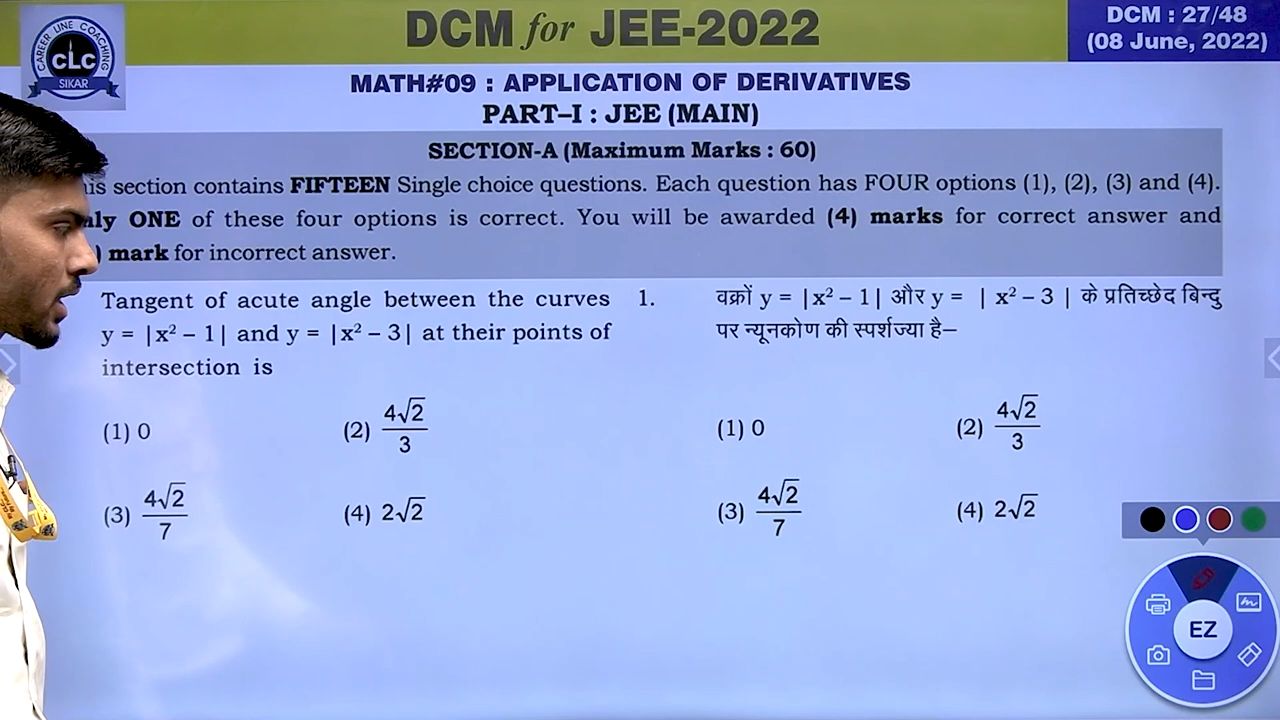 DCM for JEE-2022
DCM : 27/48
(08 June, 2022)
CAREER LINE COACHING
CLC
SIKAR
MATH#09 : APPLICATION OF DERIVATIVES
PART–I : JEE (MAIN)
SECTION-A (Maximum Marks : 60)
section contains FIFTEEN Single choice questions. Each question has FOUR options (1), (2), (3) and (4).
ONE of these four options is correct. You will be awarded (4) marks for correct answer and
) mark for incorrect answer.
Tangent of acute angle between the curves
y = |x² – 1| and y = |x² – 3| at their points of
intersection is
(1) 0
(2) 4√2/3
(3) 4√2/7
(4) 2√2
1. वक्रों y = |x² – 1| और y = | x² – 3 | के प्रतिच्छेद बिन्दु
पर न्यूनकोण की स्पर्शज्या है–
(1) 0
(2) 4√2/3
(3) 4√2/7
(4) 2√2
EZ